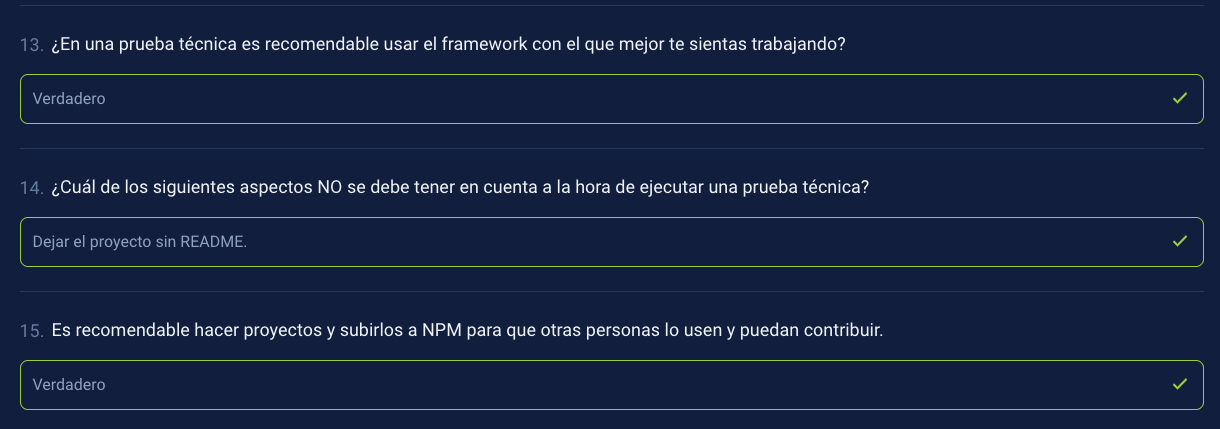 13. ¿En una prueba técnica es recomendable usar el framework con el que mejor te sientas trabajando?
Verdadero
14. ¿Cuál de los siguientes aspectos NO se debe tener en cuenta a la hora de ejecutar una prueba técnica?
Dejar el proyecto sin README.
15. Es recomendable hacer proyectos y subirlos a NPM para que otras personas lo usen y puedan contribuir.
Verdadero